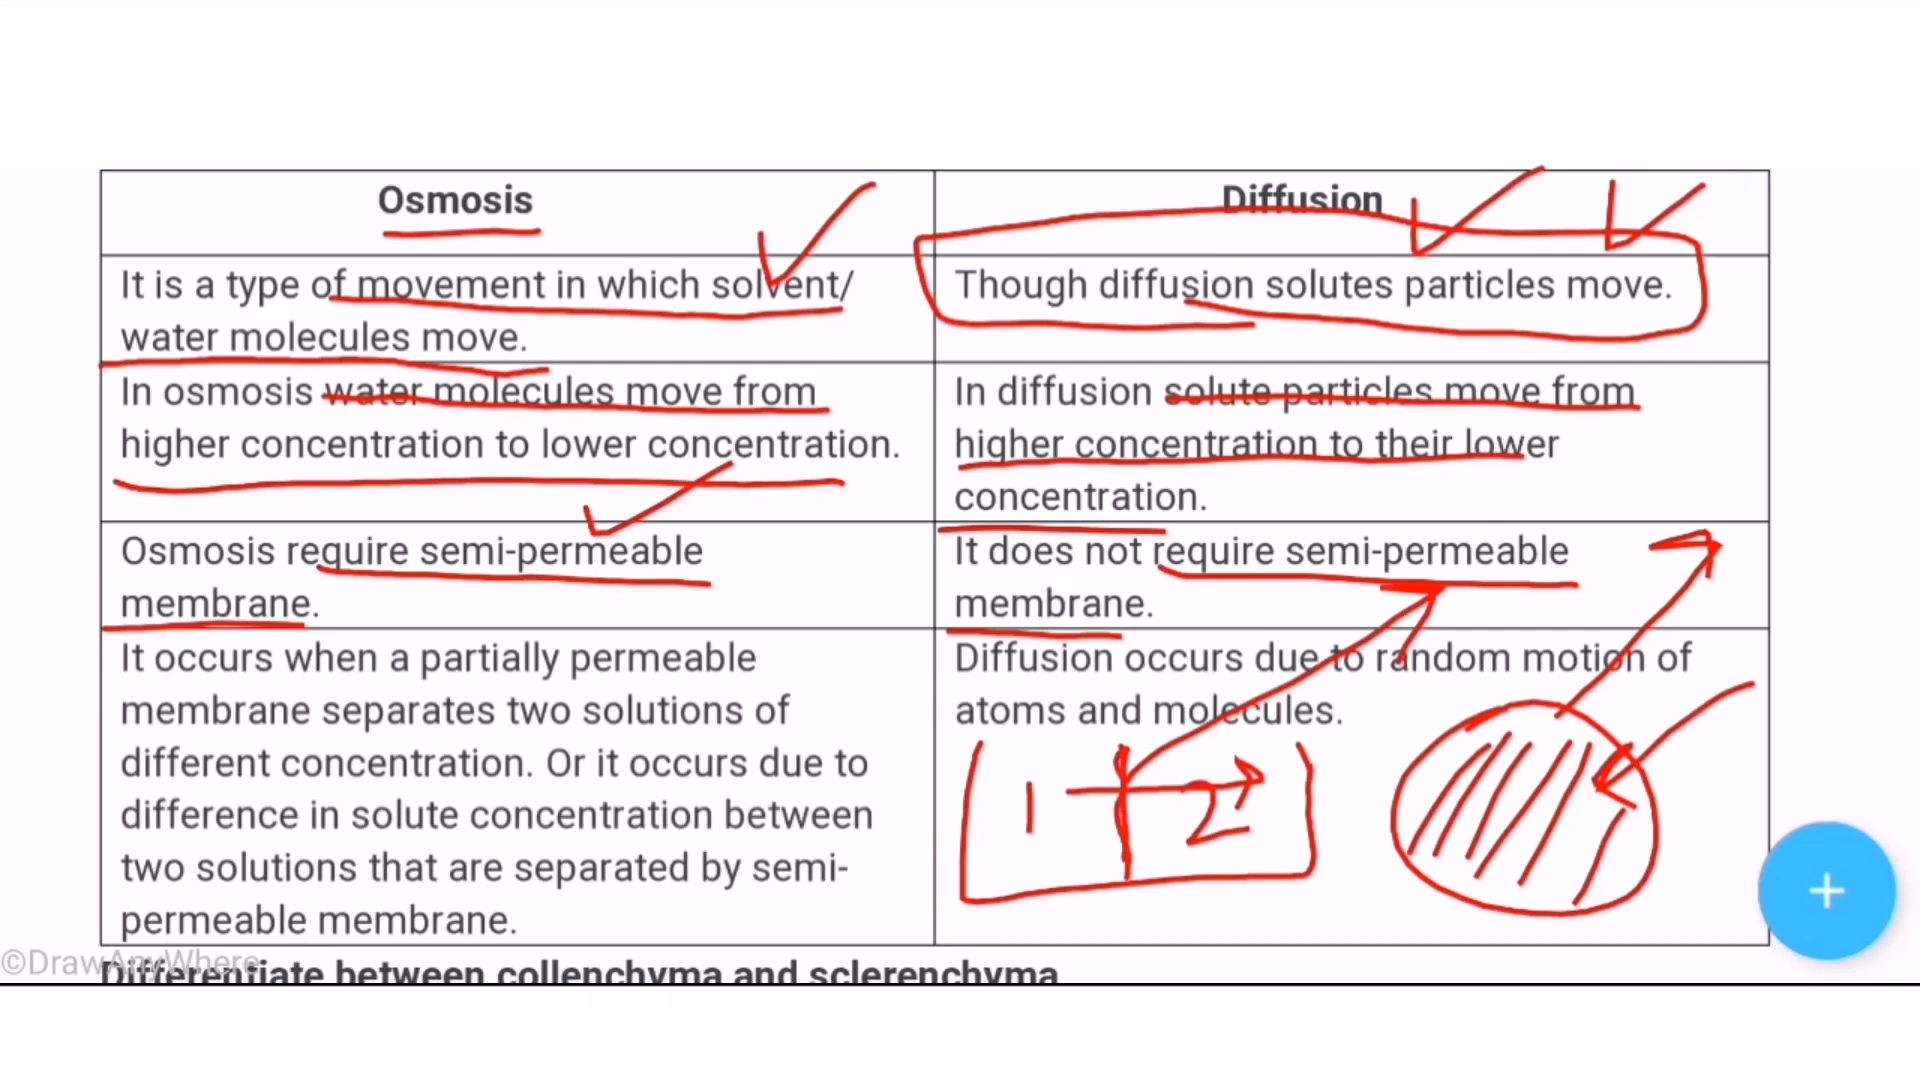 Osmosis
Diffusion
It is a type of movement in which solvent/
water molecules move.
Though diffusion solutes particles move.
In osmosis water molecules move from
higher concentration to lower concentration.
In diffusion solute particles move from
higher concentration to their lower
concentration.
Osmosis require semi-permeable
membrane.
It does not require semi-permeable
membrane.
It occurs when a partially permeable
membrane separates two solutions of
different concentration. Or it occurs due to
difference in solute concentration between
two solutions that are separated by semi-
permeable membrane.
Diffusion occurs due to random motion of
atoms and molecules.
1 2
+
©DrawAnyWhere
Differentiate between collenchyma and sclerenchyma